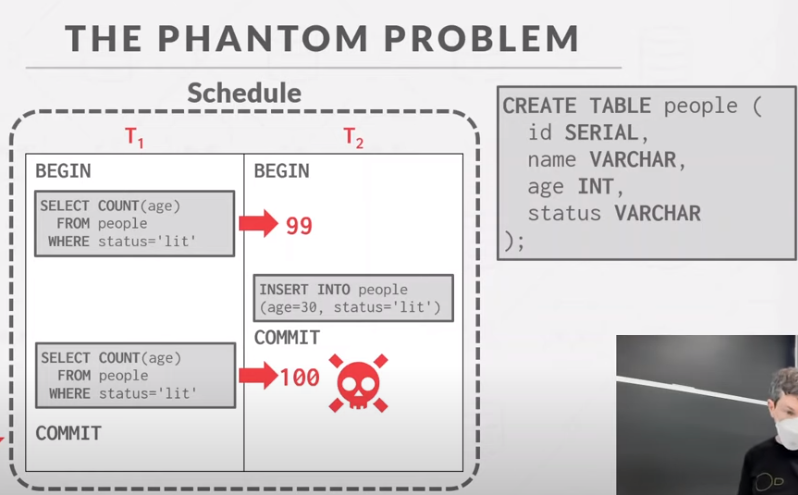 THE PHANTOM PROBLEM
Schedule
T1
T2
BEGIN
BEGIN
SELECT COUNT(age)
FROM people
WHERE status='lit'
99
INSERT INTO people
(age=30, status='lit')
COMMIT
SELECT COUNT(age)
FROM people
WHERE status='lit'
100
COMMIT
CREATE TABLE people (
id SERIAL,
name VARCHAR,
age INT,
status VARCHAR
);